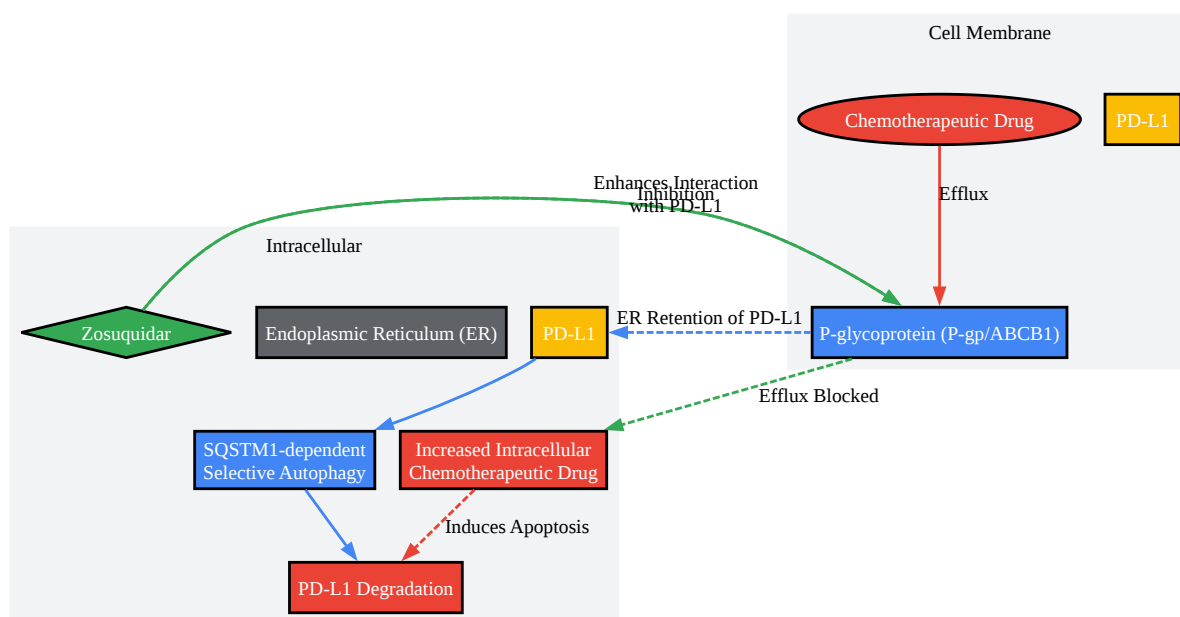 Cell Membrane
Chemotherapeutic Drug
PD-L1
Enhances Interaction
with PD-L1
Inhibition
Efflux
Intracellular
Zosuquidar
Endoplasmic Reticulum (ER)
PD-L1
ER Retention of PD-L1
P-glycoprotein (P-gp/ABCB1)
Efflux Blocked
SQSTM1-dependent
Selective Autophagy
Increased Intracellular
Chemotherapeutic Drug
Induces Apoptosis
PD-L1 Degradation